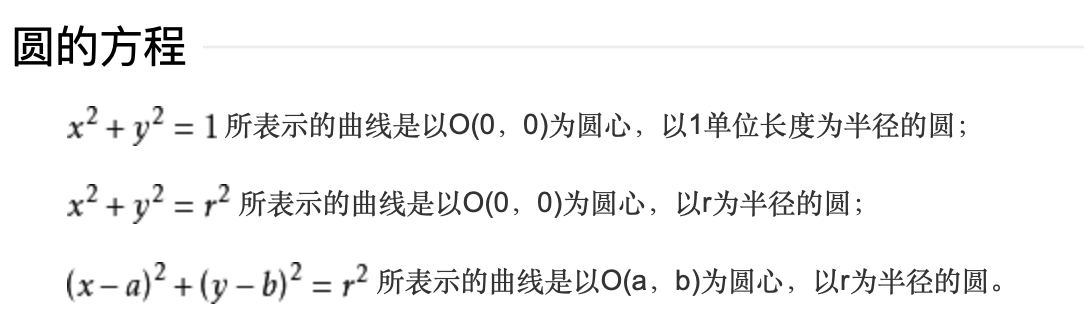 圆的方程
x² + y² = 1 所表示的曲线是以O(0，0)为圆心，以1单位长度为半径的圆；
x² + y² = r² 所表示的曲线是以O(0，0)为圆心，以r为半径的圆；
(x – a)² + (y – b)² = r² 所表示的曲线是以O(a，b)为圆心，以r为半径的圆。